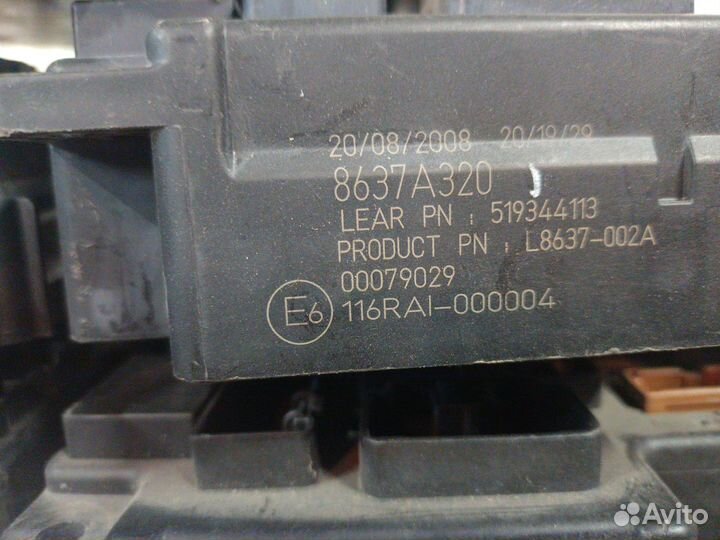 20/08/2008 20/19/29
8637A320
LEAR PN : 519344113
PRODUCT PN : L8637-002A
00079029
E6 116RAI-000004
Avito